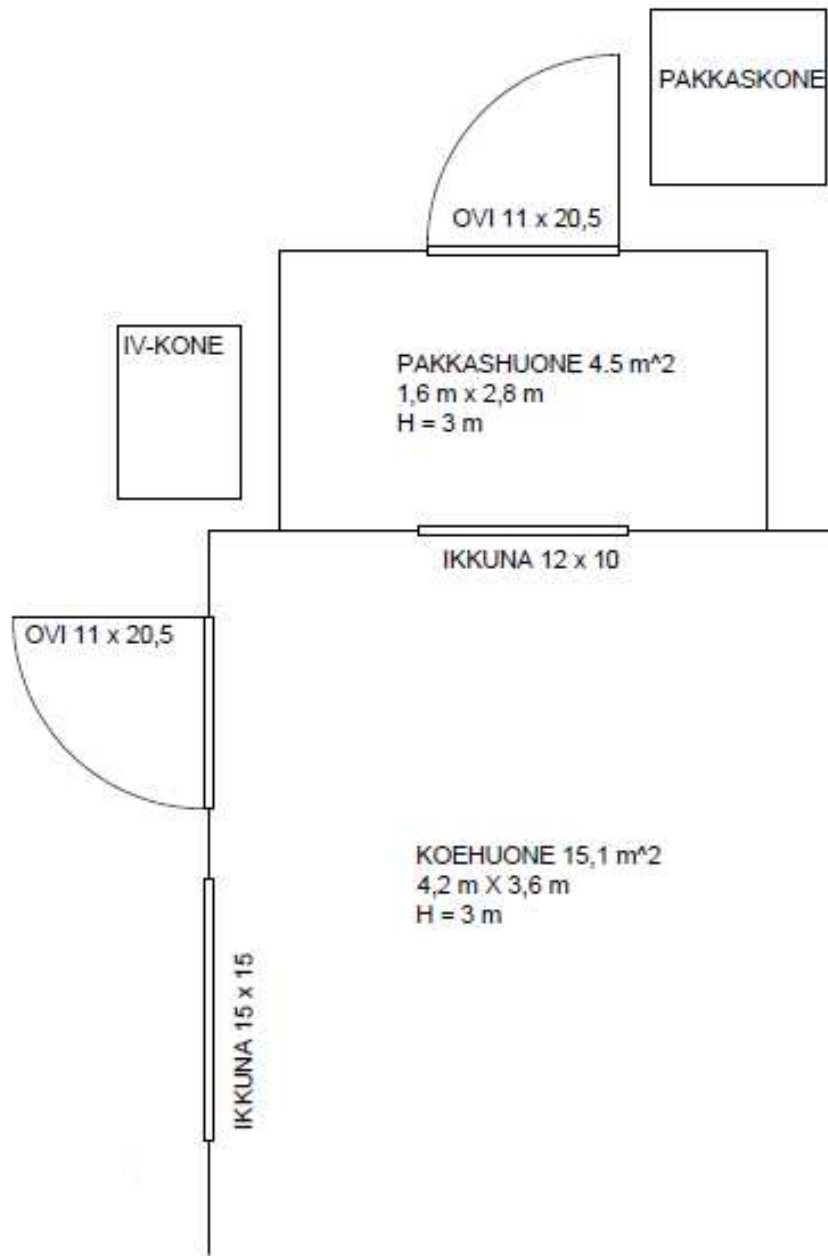 PAKKASKONE
OVI 11 x 20,5
IV-KONE
PAKKASHUONE 4.5 m^2
1,6 m x 2,8 m
H = 3 m
IKKUNA 12 x 10
OVI 11 x 20,5
KOEHUONE 15,1 m^2
4,2 m X 3,6 m
H = 3 m
IKKUNA 15 x 15